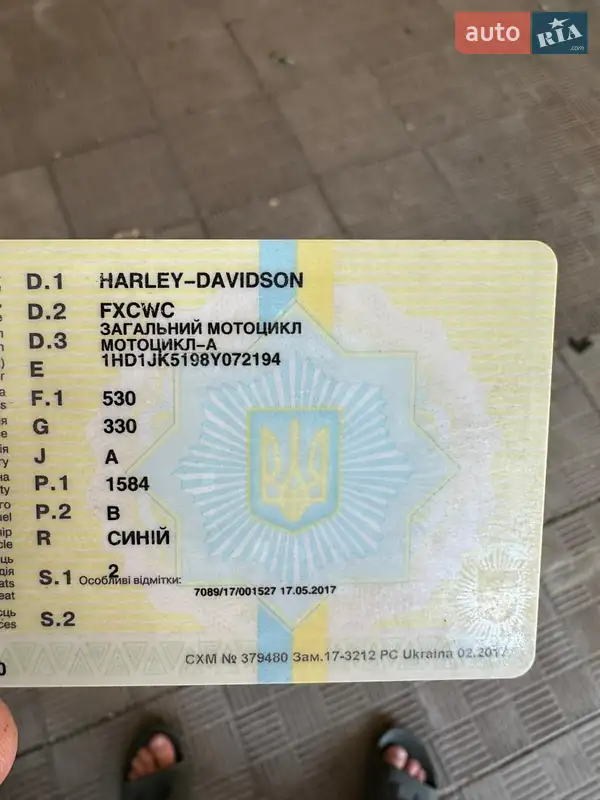 auto RIA .com
D.1 HARLEY-DAVIDSON
D.2 FXCWC
D.3 ЗАГАЛЬНИЙ МОТОЦИКЛ
МОТОЦИКЛ-А
E 1HD1JK5198Y072194
F.1 530
G 330
J A
P.1 1584
P.2 B
R СИНІЙ
S.1 2
Особливі відмітки:
7089/17/001527 17.05.2017
S.2
СХМ № 379480 Зам.17-3212 РС Ukraina 02.2017